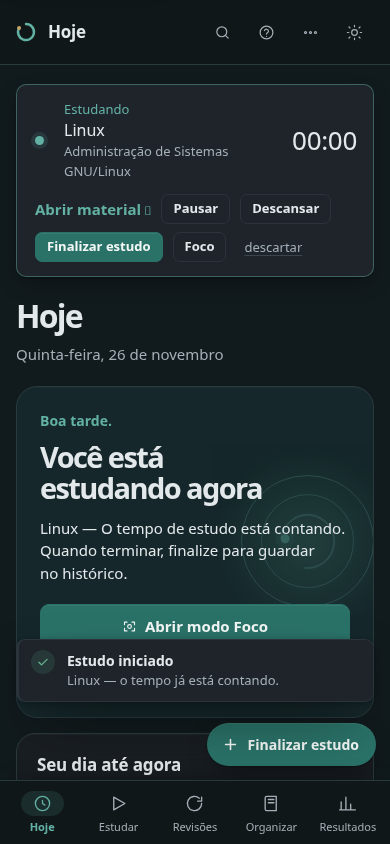 Hoje
Estudando
Linux
Administração de Sistemas
GNU/Linux
00:00
Abrir material
Pausar
Descansar
Finalizar estudo
Foco
descartar
Hoje
Quinta-feira, 26 de novembro
Boa tarde.
Você está
estudando agora
Linux — O tempo de estudo está contando.
Quando terminar, finalize para guardar
no histórico.
Abrir modo Foco
Estudo iniciado
Linux — o tempo já está contando.
Finalizar estudo
Seu dia até agora
Hoje
Estudar
Revisões
Organizar
Resultados